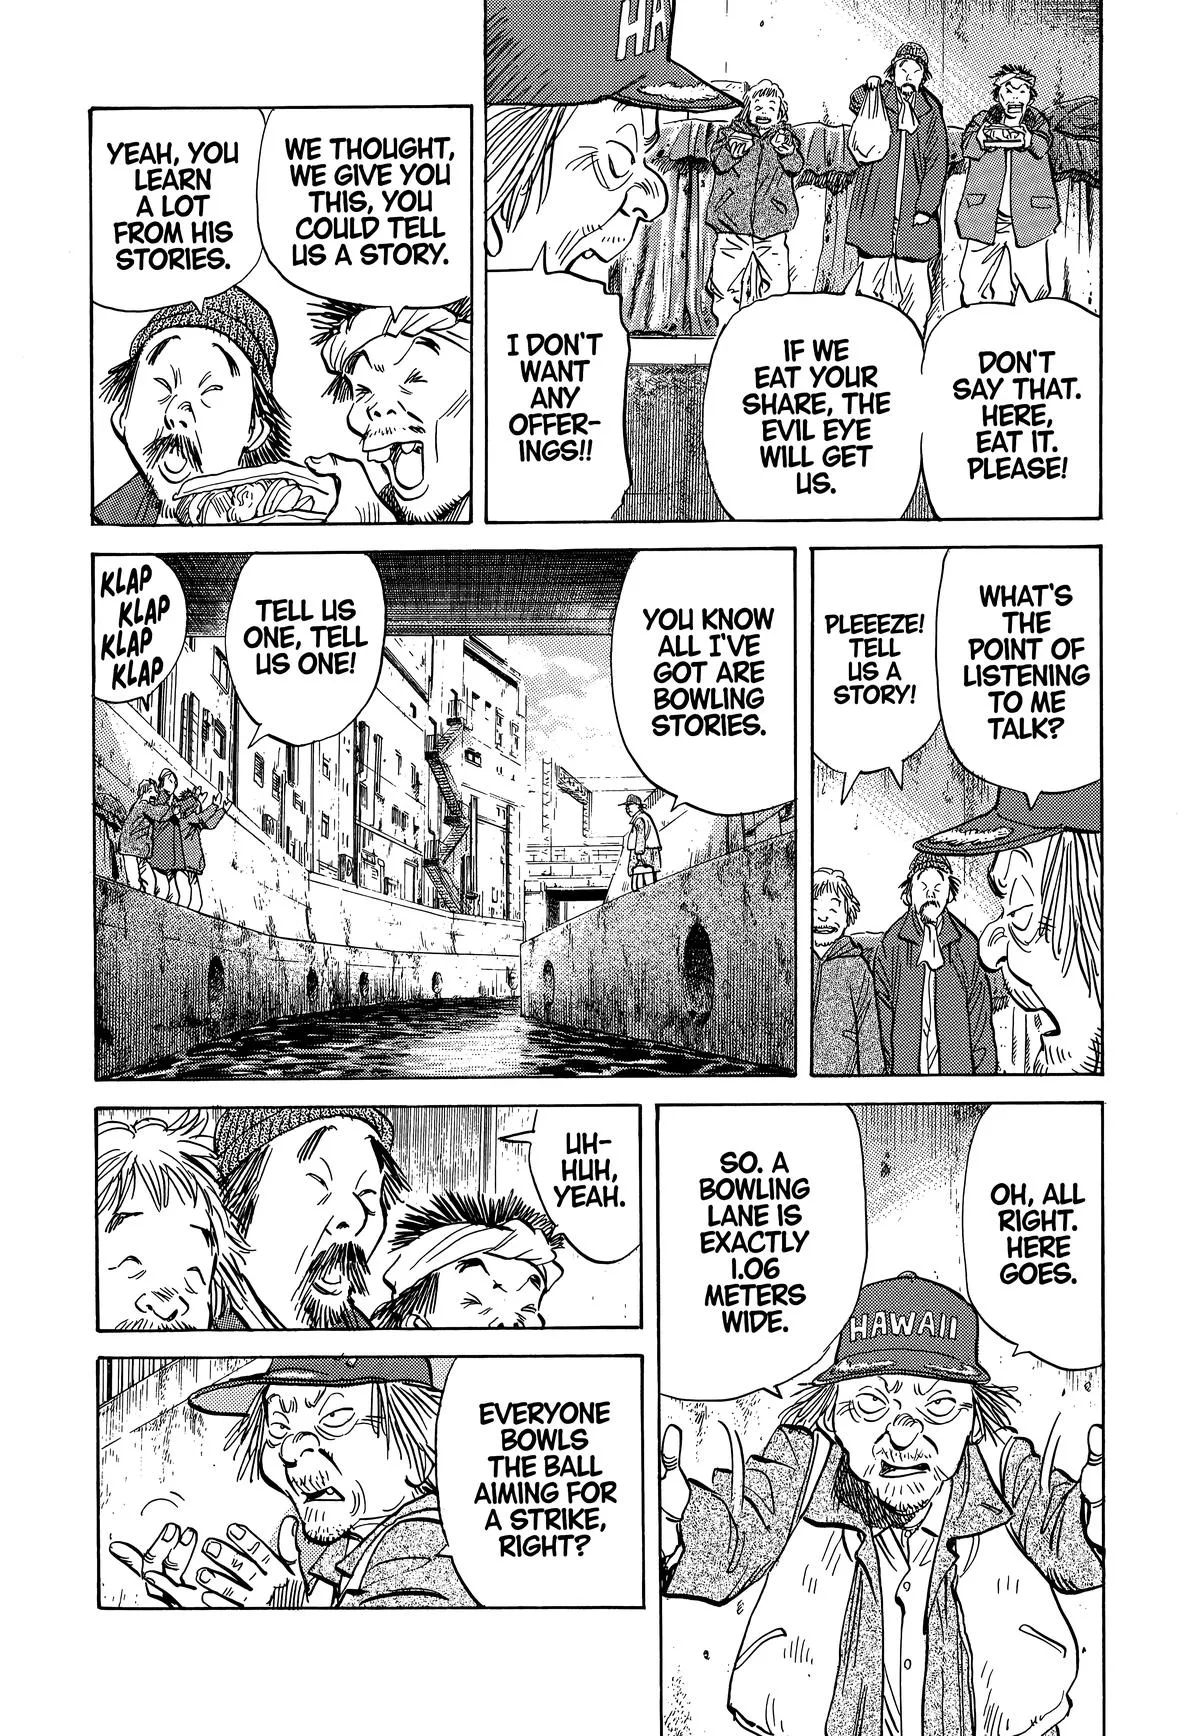 HA
DON'T
SAY THAT.
HERE,
EAT IT.
PLEASE!
IF WE
EAT YOUR
SHARE, THE
EVIL EYE
WILL GET
US.
I DON'T
WANT
ANY
OFFER-
INGS!!
WE THOUGHT,
WE GIVE YOU
THIS, YOU
COULD TELL
US A STORY.
YEAH, YOU
LEARN
A LOT
FROM HIS
STORIES.
WHAT'S
THE
POINT OF
LISTENING
TO ME
TALK?
PLEEEZE!
TELL
US A
STORY!
YOU KNOW
ALL I'VE
GOT ARE
BOWLING
STORIES.
TELL US
ONE, TELL
US ONE!
KLAP
KLAP
KLAP
KLAP
OH, ALL
RIGHT.
HERE
GOES.
SO. A
BOWLING
LANE IS
EXACTLY
1.06
METERS
WIDE.
HAWAII
UH-
HUH,
YEAH.
EVERYONE
BOWLS
THE BALL
AIMING FOR
A STRIKE,
RIGHT?